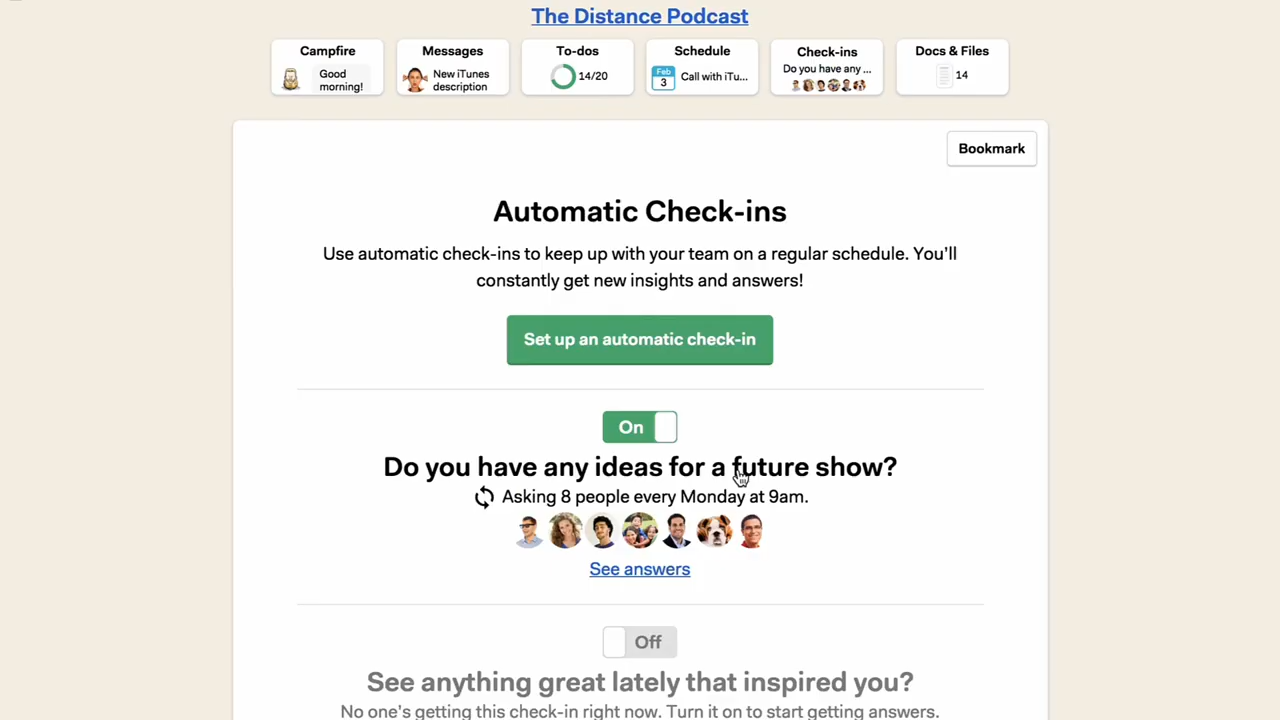 The Distance Podcast
Campfire
Good
morning!
Messages
New iTunes
description
To-dos
14/20
Schedule
Feb
3
Call with iTu...
Check-ins
Do you have any ...
Docs & Files
14
Bookmark
Automatic Check-ins
Use automatic check-ins to keep up with your team on a regular schedule. You’ll
constantly get new insights and answers!
Set up an automatic check-in
On
Do you have any ideas for a future show?
Asking 8 people every Monday at 9am.
See answers
Off
See anything great lately that inspired you?
No one’s getting this check-in right now. Turn it on to start getting answers.